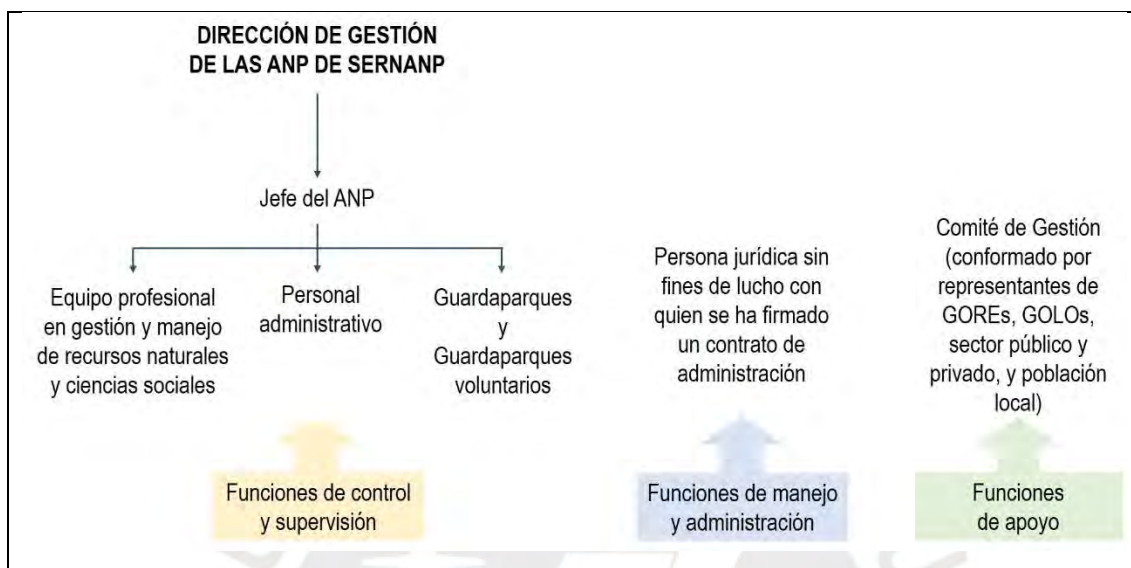 DIRECCIÓN DE GESTIÓN
DE LAS ANP DE SERNANP
Jefe del ANP
Equipo profesional
en gestión y manejo
de recursos naturales
y ciencias sociales
Personal
administrativo
Guardaparques
y
Guardaparques
voluntarios
Persona jurídica sin
fines de lucro con
quien se ha firmado
un contrato de
administración
Comité de Gestión
(conformado por
representantes de
GOREs, GOLOs,
sector público y
privado, y población
local)
Funciones de control
y supervisión
Funciones de manejo
y administración
Funciones
de apoyo